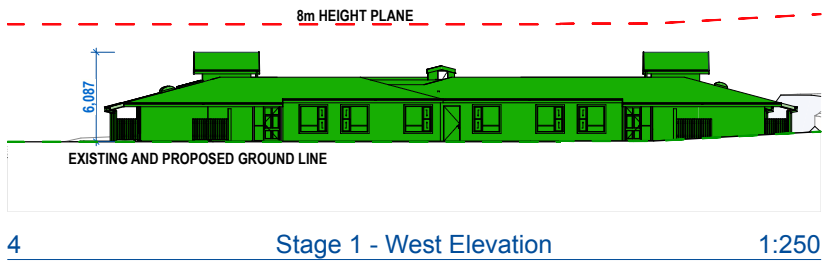 8m HEIGHT PLANE
6,087
EXISTING AND PROPOSED GROUND LINE
4 Stage 1 - West Elevation 1:250